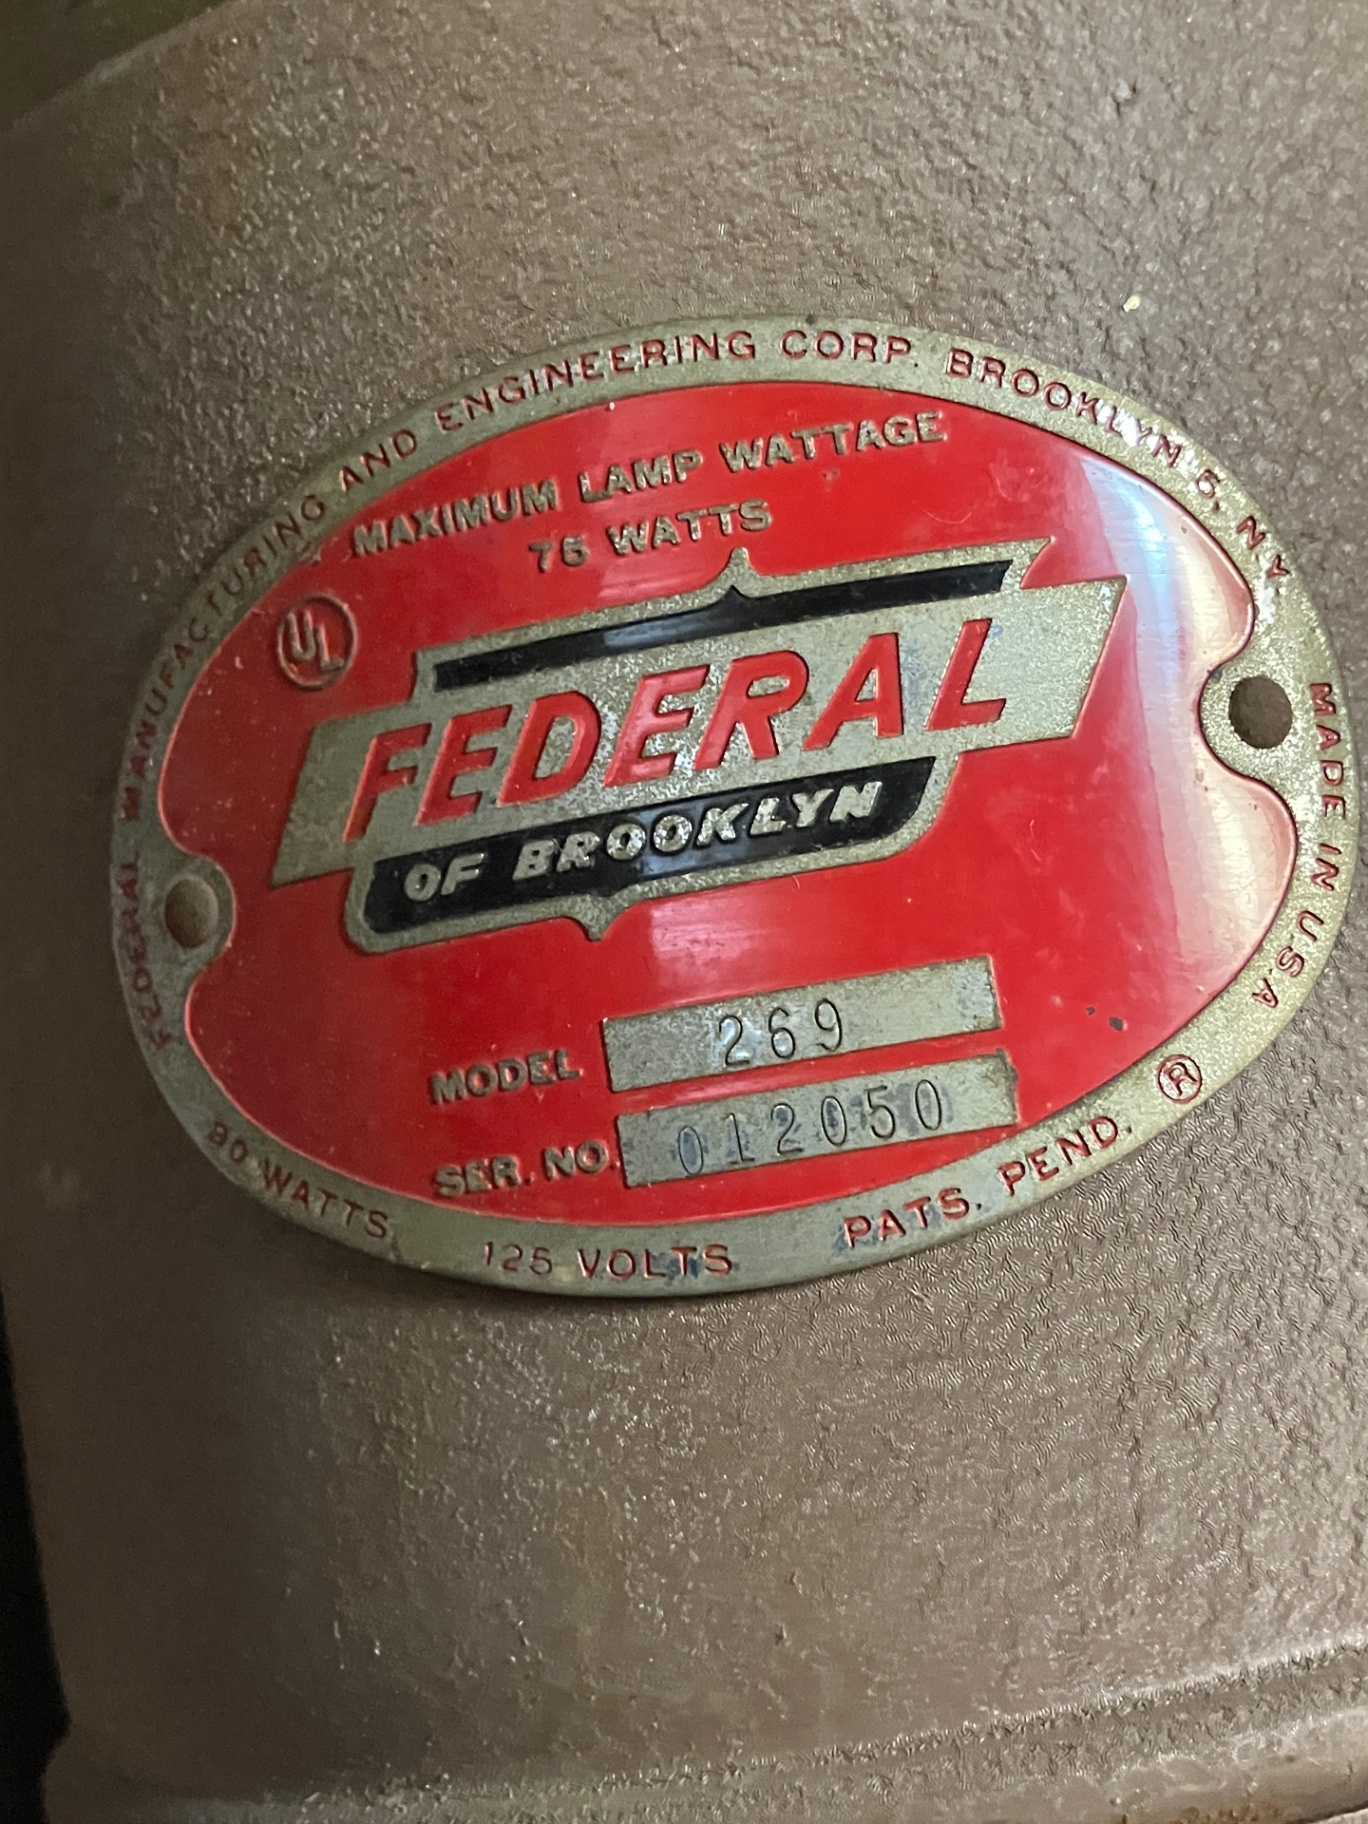 FEDERAL MANUFACTURING AND ENGINEERING CORP. BROOKLYN 5, N.Y.
MAXIMUM LAMP WATTAGE
75 WATTS
UL
FEDERAL
OF BROOKLYN
MODEL 269
SER. NO. 012050
80 WATTS 125 VOLTS PATS. PEND. ®
MADE IN U.S.A